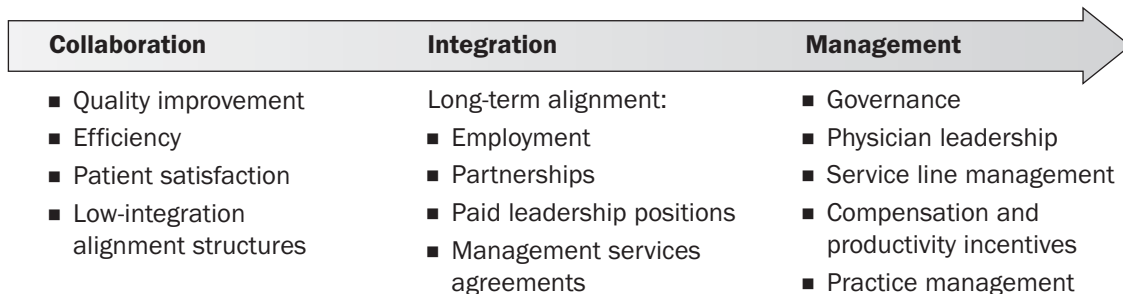 Collaboration
■ Quality improvement
■ Efficiency
■ Patient satisfaction
■ Low-integration
alignment structures
Integration
Long-term alignment:
■ Employment
■ Partnerships
■ Paid leadership positions
■ Management services
agreements
Management
■ Governance
■ Physician leadership
■ Service line management
■ Compensation and
productivity incentives
■ Practice management